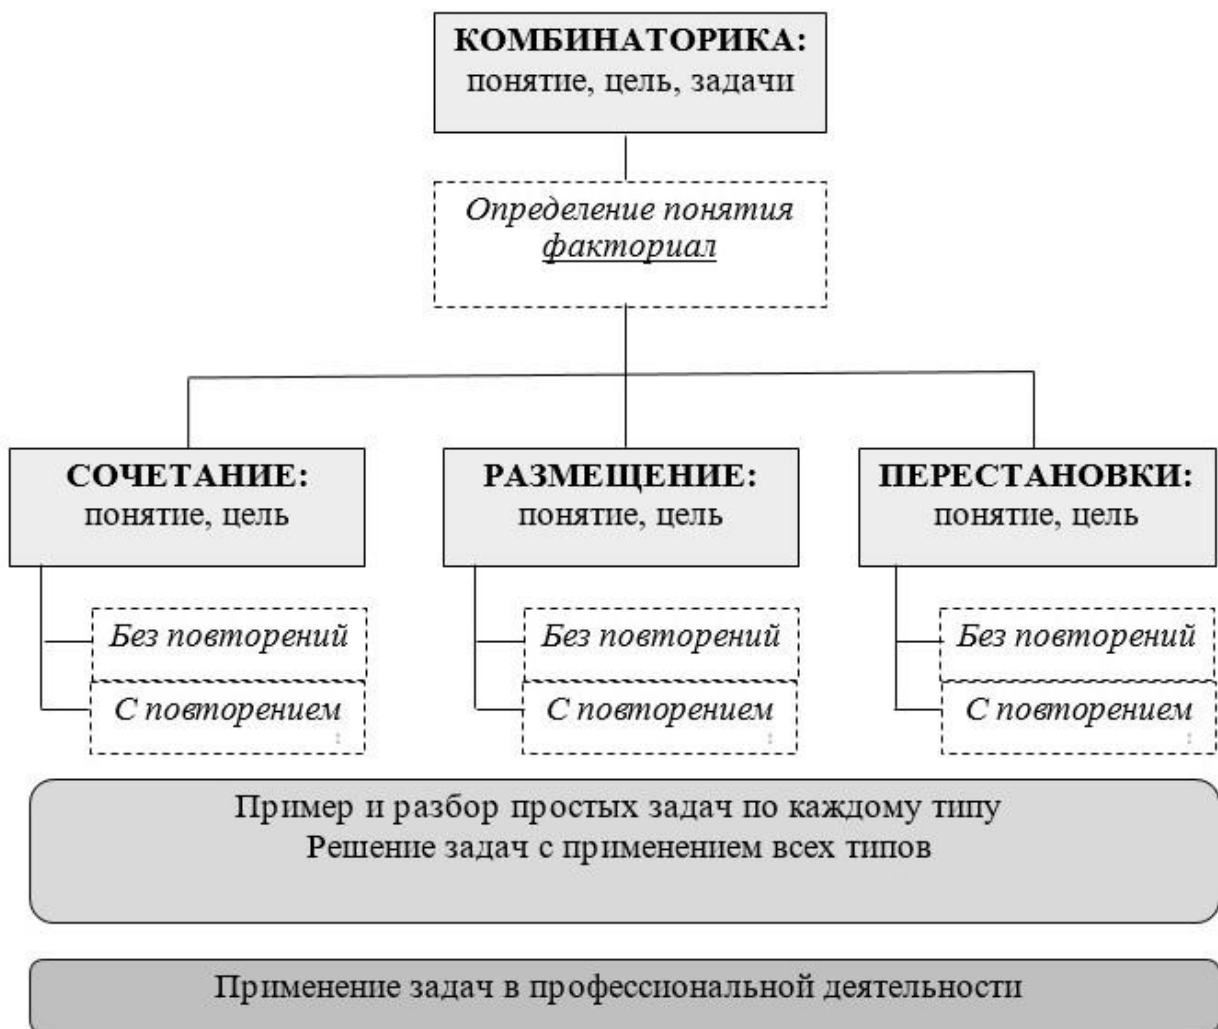 КОМБИНАТОРИКА:
понятие, цель, задачи
Определение понятия
факториал
СОЧЕТАНИЕ:
понятие, цель
РАЗМЕЩЕНИЕ:
понятие, цель
ПЕРЕСТАНОВКИ:
понятие, цель
Без повторений
С повторением
Без повторений
С повторением
Без повторений
С повторением
Пример и разбор простых задач по каждому типу
Решение задач с применением всех типов
Применение задач в профессиональной деятельности